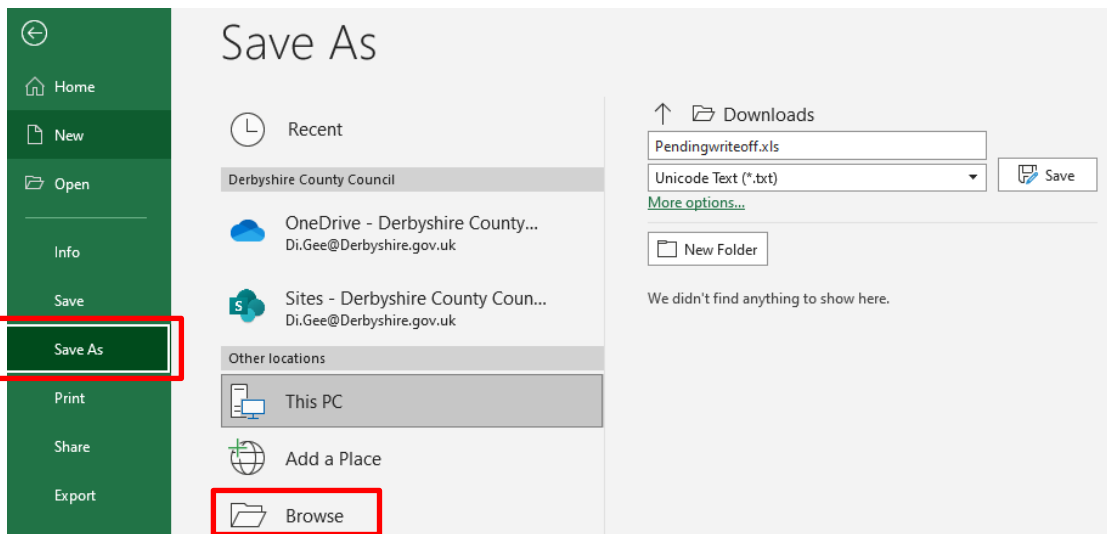 Save As
Home
New
Open
Info
Save
Save As
Print
Share
Export
Recent
Derbyshire County Council
OneDrive - Derbyshire County...
Di.Gee@Derbyshire.gov.uk
S
Sites - Derbyshire County Coun...
Di.Gee@Derbyshire.gov.uk
Other locations
This PC
Add a Place
Browse
Downloads
Pendingwriteoff.xls
Unicode Text (*.txt)
Save
More options...
New Folder
We didn't find anything to show here.